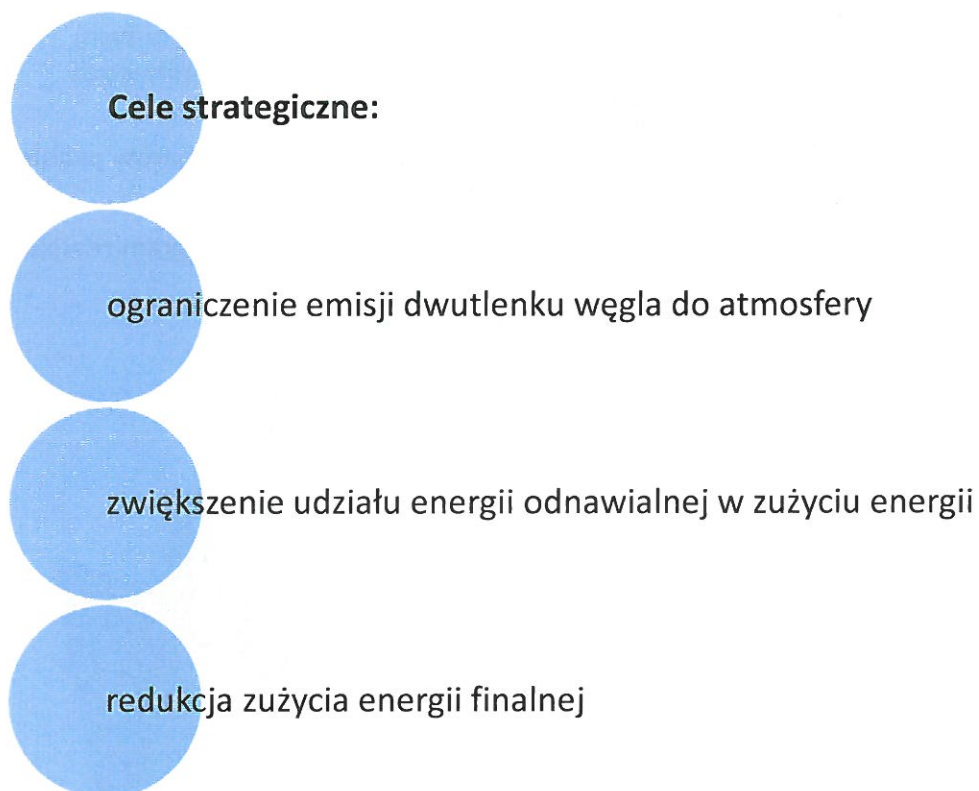 Cele strategiczne:
ograniczenie emisji dwutlenku węgla do atmosfery
zwiększenie udziału energii odnawialnej w zużyciu energii
redukcja zużycia energii finalnej